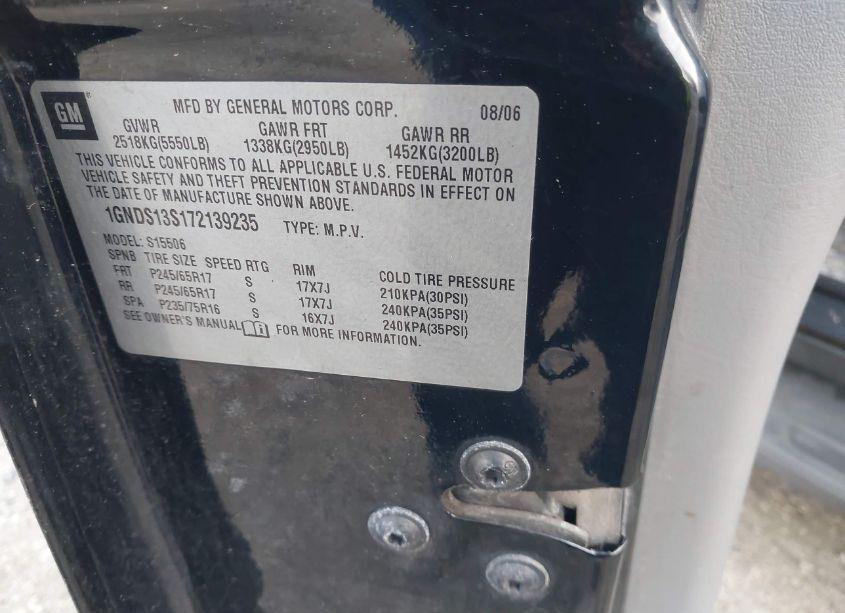 GM
MFD BY GENERAL MOTORS CORP. 08/06
GVWR GAWR FRT GAWR RR
2518KG(5550LB) 1338KG(2950LB) 1452KG(3200LB)
THIS VEHICLE CONFORMS TO ALL APPLICABLE U.S. FEDERAL MOTOR
VEHICLE SAFETY AND THEFT PREVENTION STANDARDS IN EFFECT ON
THE DATE OF MANUFACTURE SHOWN ABOVE.
1GNDS13S172139235 TYPE: M.P.V.
MODEL: S15506
SPNB TIRE SIZE SPEED RTG RIM COLD TIRE PRESSURE
FRT P245/65R17 S 17X7J 210KPA(30PSI)
RR P245/65R17 S 17X7J 240KPA(35PSI)
SPA P235/75R16 S 16X7J 240KPA(35PSI)
SEE OWNER'S MANUAL FOR MORE INFORMATION.